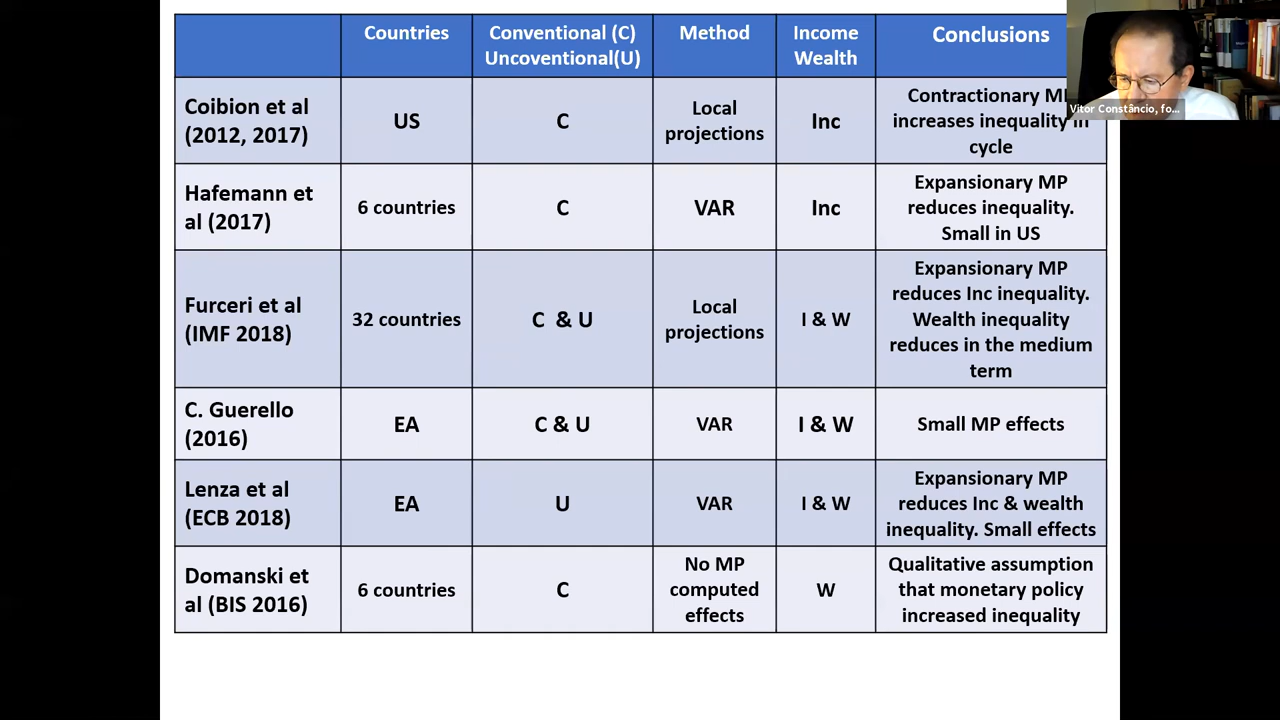 Countries
Conventional (C)
Uncoventional(U)
Method
Income
Wealth
Conclusions
Coibion et al
(2012, 2017)
US
C
Local
projections
Inc
Contractionary
increases inequality in
cycle
Hafemann et
al (2017)
6 countries
C
VAR
Inc
Expansionary MP
reduces inequality.
Small in US
Furceri et al
(IMF 2018)
32 countries
C & U
Local
projections
I & W
Expansionary MP
reduces Inc inequality.
Wealth inequality
reduces in the medium
term
C. Guerello
(2016)
EA
C & U
VAR
I & W
Small MP effects
Lenza et al
(ECB 2018)
EA
U
VAR
I & W
Expansionary MP
reduces Inc & wealth
inequality. Small effects
Domanski et
al (BIS 2016)
6 countries
C
No MP
computed
effects
W
Qualitative assumption
that monetary policy
increased inequality
Vitor Constâncio, fo...